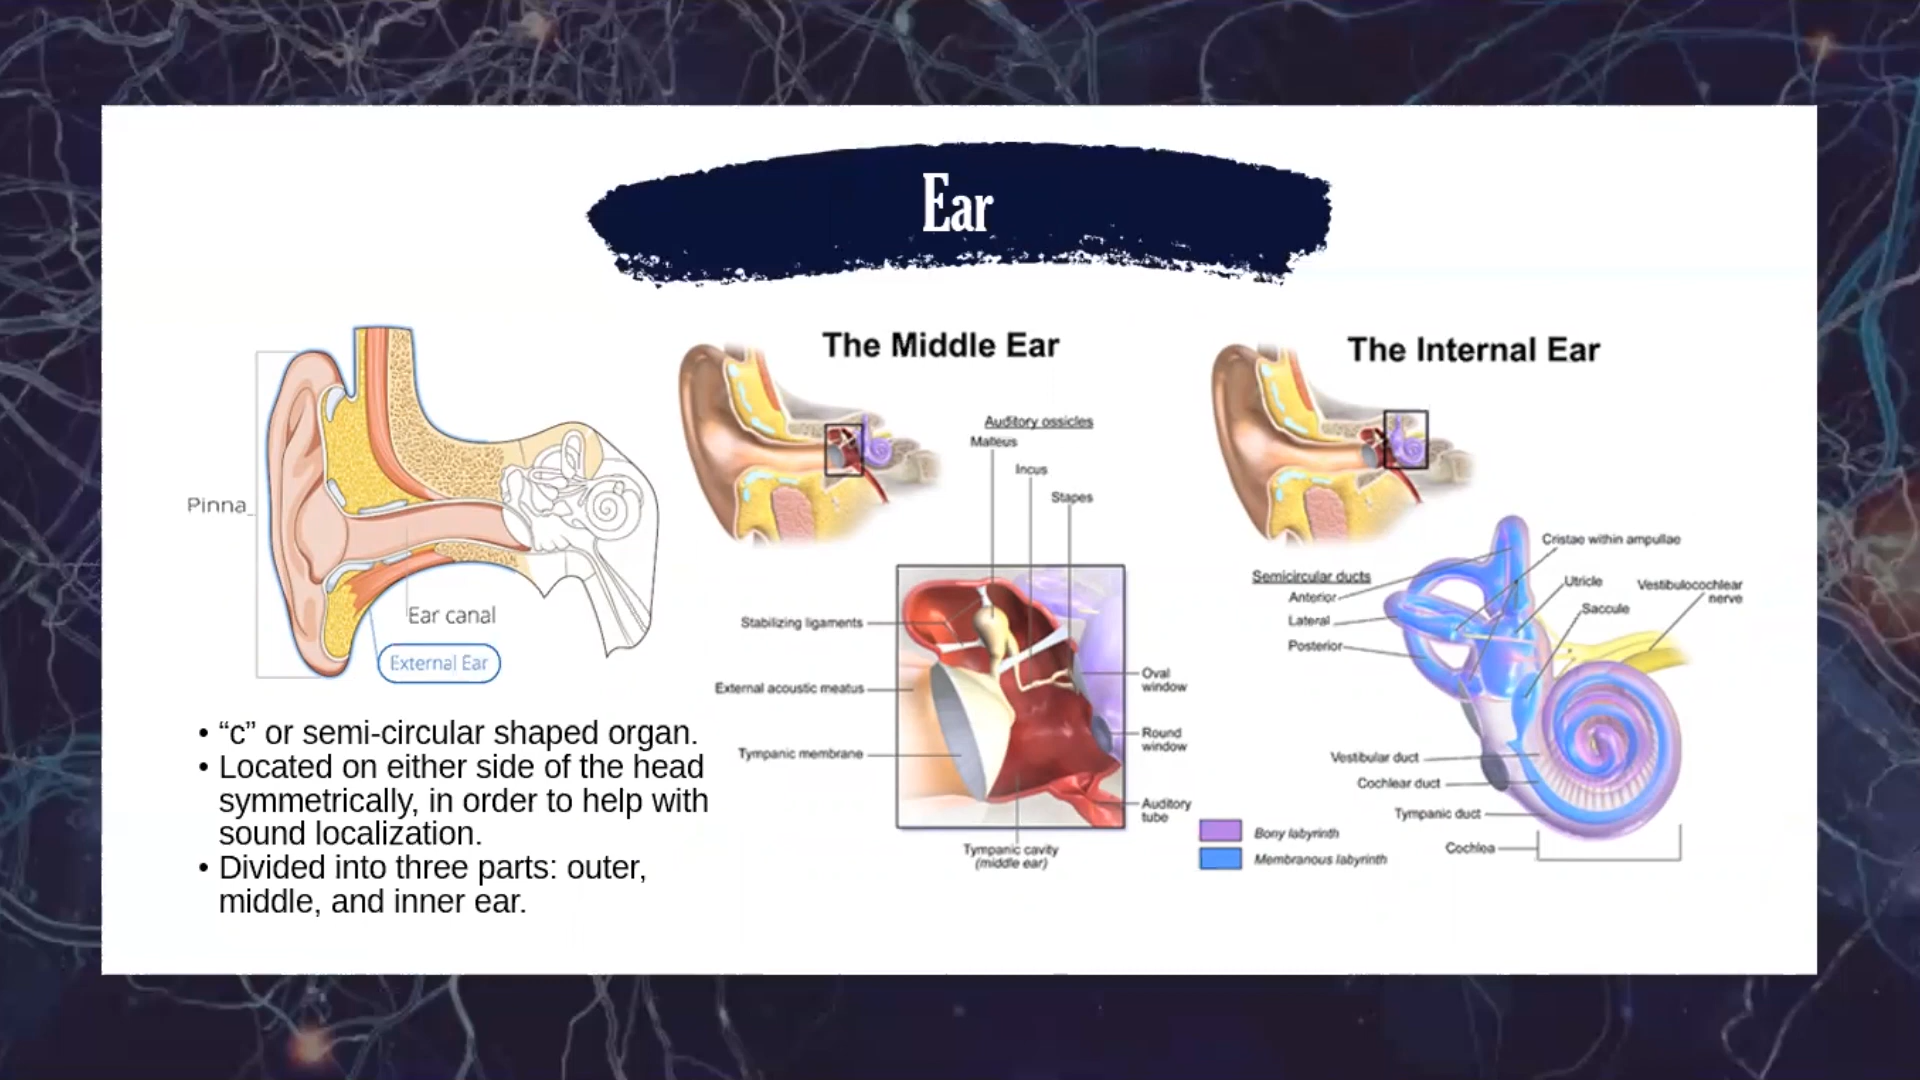 Ear
Pinna
Ear canal
External Ear
• “c” or semi-circular shaped organ.
• Located on either side of the head
symmetrically, in order to help with
sound localization.
• Divided into three parts: outer,
middle, and inner ear.
The Middle Ear
Auditory ossicles
Malleus
Incus
Stapes
Stabilizing ligaments
External acoustic meatus
Tympanic membrane
Oval
window
Round
window
Auditory
tube
Tympanic cavity
(middle ear)
The Internal Ear
Semicircular ducts
Anterior
Lateral
Posterior
Cristae within ampullae
Utricle
Saccule
Vestibulocochlear
nerve
Vestibular duct
Cochlear duct
Tympanic duct
Cochlea
Bony labyrinth
Membranous labyrinth